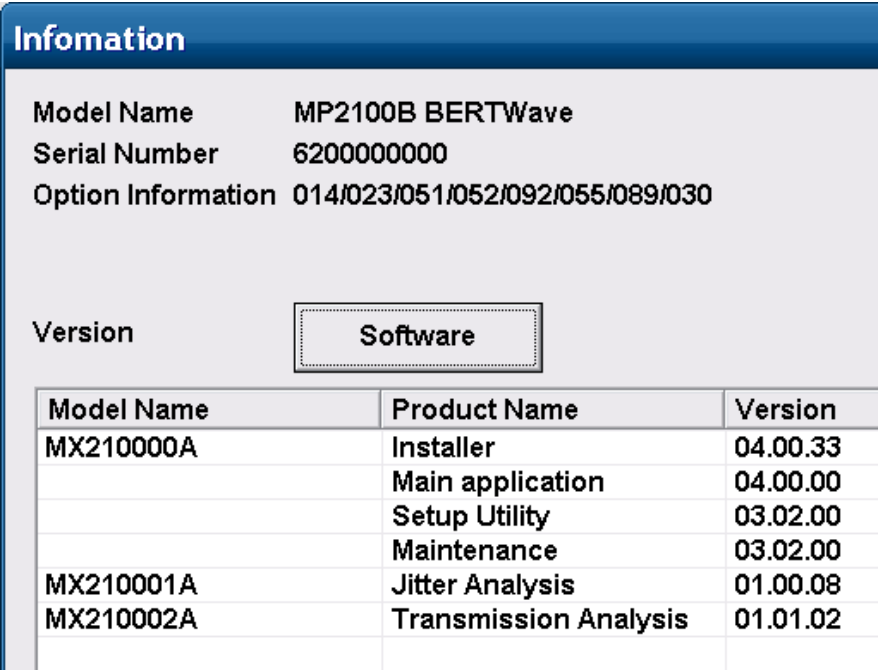 Infomation
Model Name MP2100B BERTWave
Serial Number 6200000000
Option Information 014/023/051/052/092/055/089/030
Version Software
Model Name Product Name Version
MX210000A Installer 04.00.33
Main application 04.00.00
Setup Utility 03.02.00
Maintenance 03.02.00
MX210001A Jitter Analysis 01.00.08
MX210002A Transmission Analysis 01.01.02